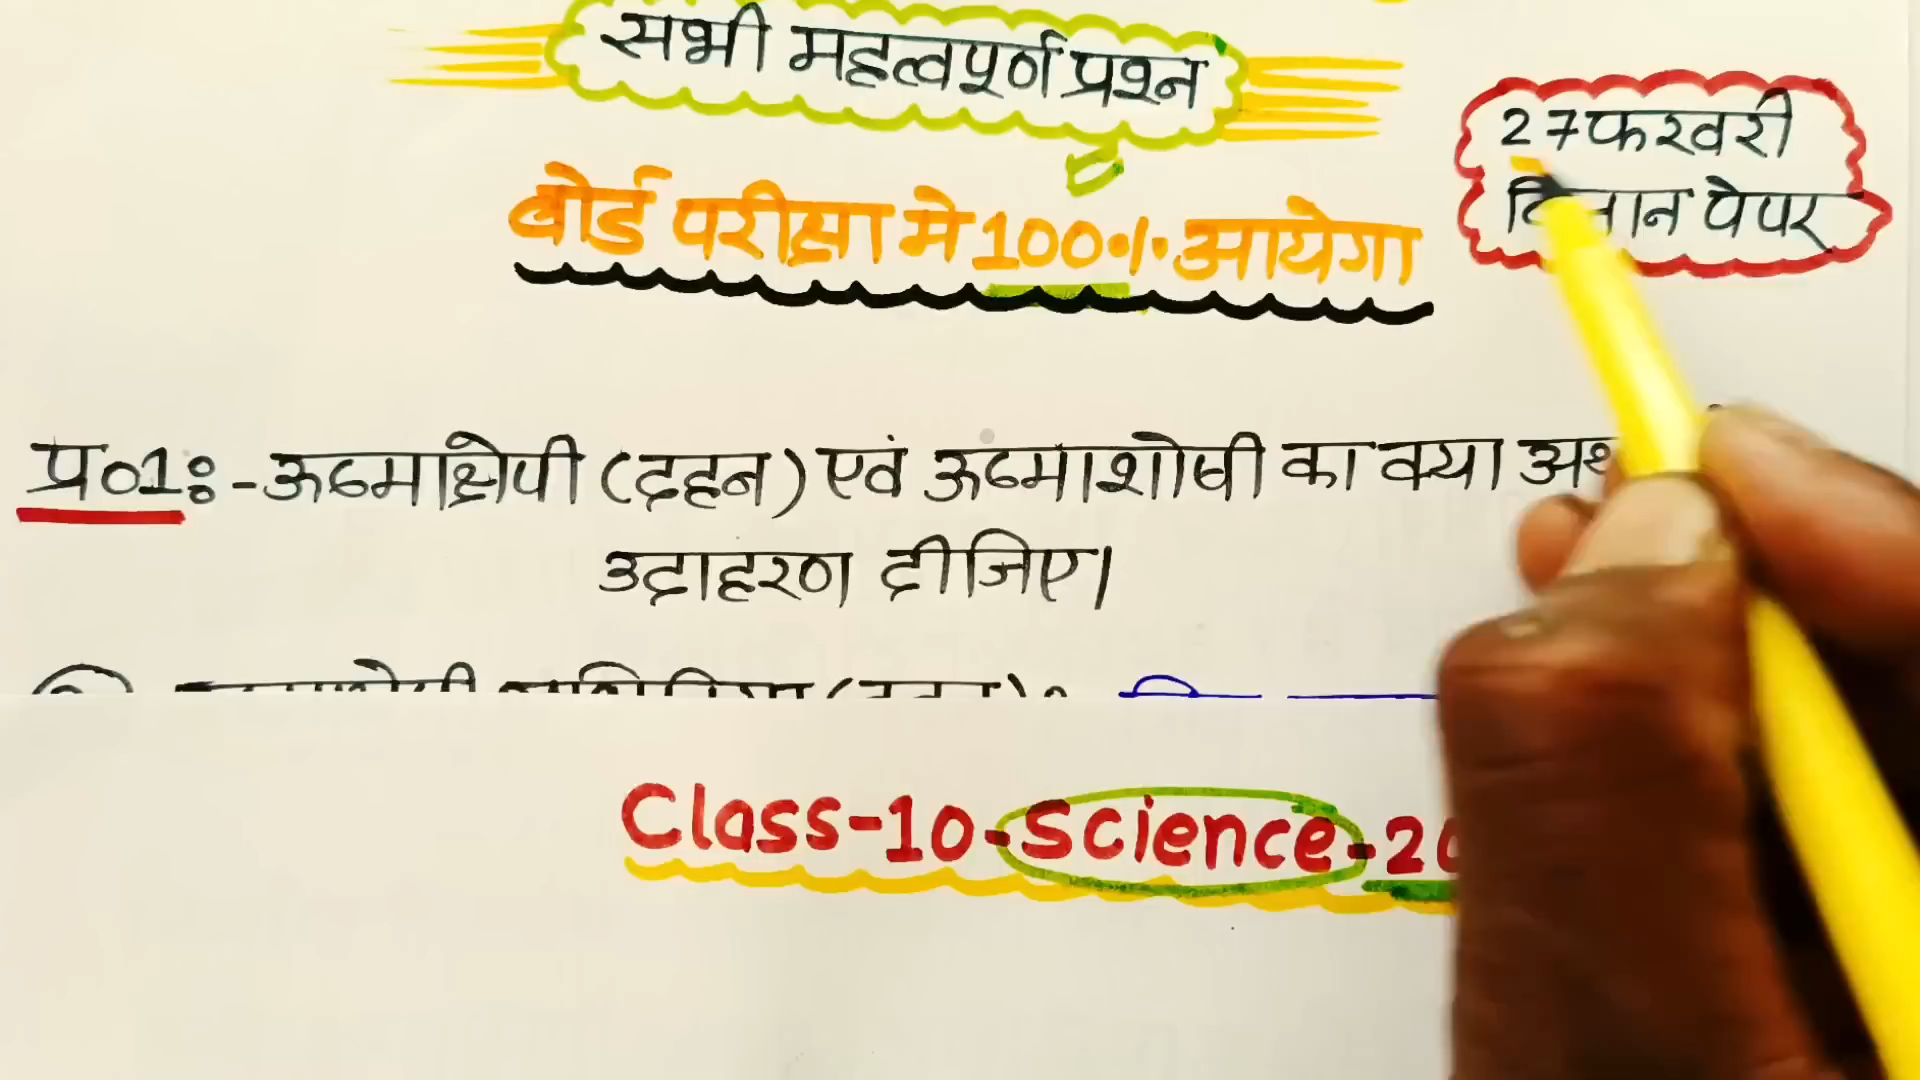 सभी महत्वपूर्ण प्रश्न
27 फरवरी
विज्ञान पेपर
बोर्ड परीक्षा में 100% आयेगा
प्र०1:- ऊष्माक्षेपी (दहन) एवं ऊष्माशोषी का क्या
उदाहरण दीजिए।
Class-10-Science-